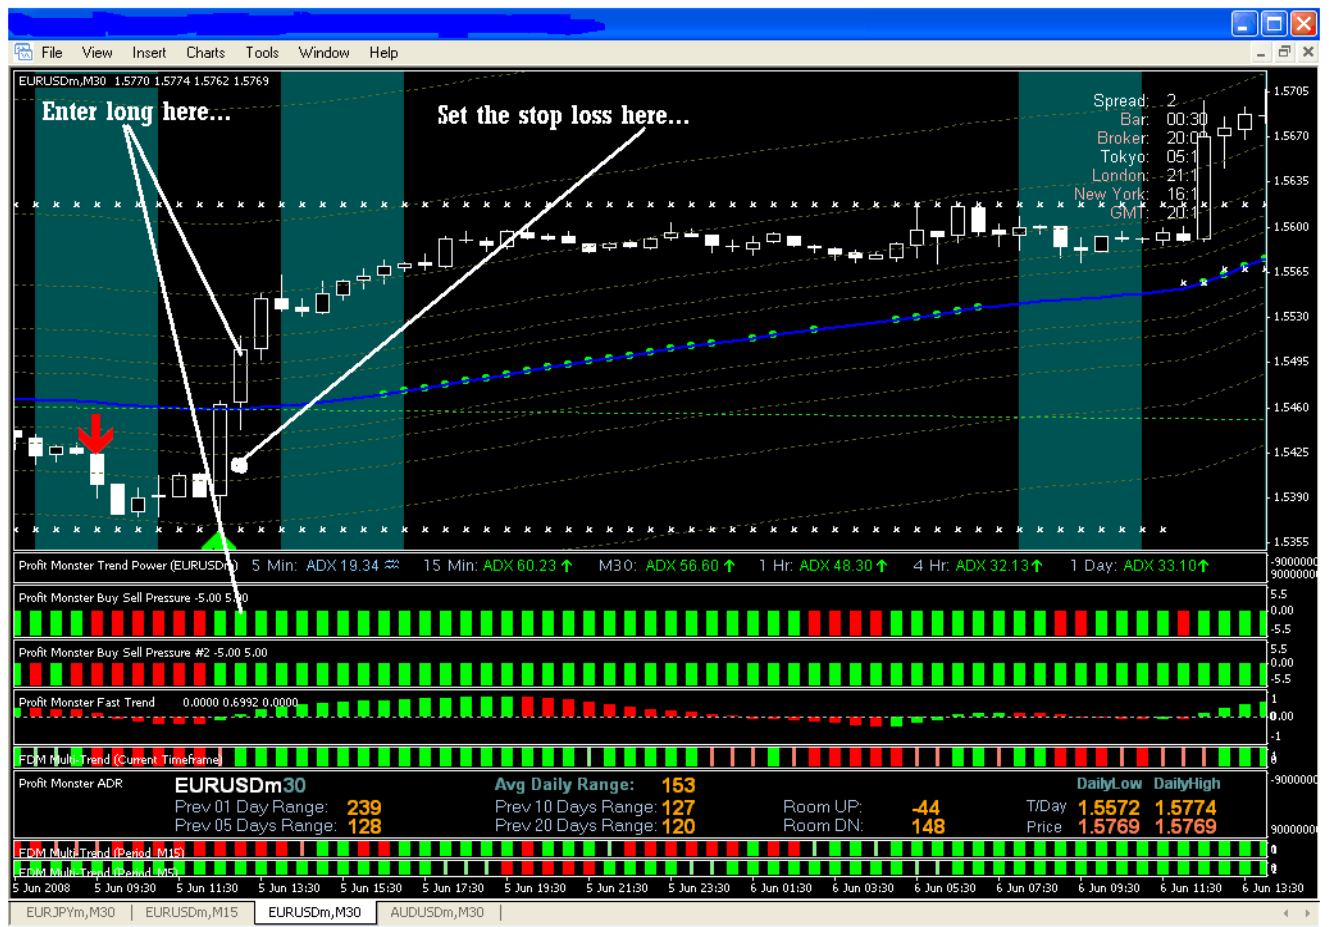 File View Insert Charts Tools Window Help
EURUSDm,M30 1.5770 1.5774 1.5762 1.5769
Enter long here...
Set the stop loss here...
Spread: 2
Bar: 00:30
Broker: 20:0
Tokyo: 05:1
London: 21:1
New York: 16:1
GMT: 20:1
1.5705
1.5670
1.5635
1.5600
1.5565
1.5530
1.5495
1.5460
1.5425
1.5390
1.5355
Profit Monster Trend Power (EURUSDm) 5 Min: ADX 19.34 15 Min: ADX 60.23 M30: ADX 56.60 1 Hr: ADX 48.30 4 Hr: ADX 32.13 1 Day: ADX 33.10
-9000000
9000000
Profit Monster Buy Sell Pressure -5.00 5.00
5.5
0.00
-5.5
Profit Monster Buy Sell Pressure #2 -5.00 5.00
5.5
0.00
-5.5
Profit Monster Fast Trend 0.0000 0.6992 0.0000
1
0.00
-1
FDM Multi-Trend (Current Timeframe)
Profit Monster ADR
EURUSDm30 Avg Daily Range: 153 DailyLow DailyHigh
Prev 01 Day Range: 239 Prev 10 Days Range: 127 Room UP: -44 T/Day 1.5572 1.5774
Prev 05 Days Range: 128 Prev 20 Days Range: 120 Room DN: 148 Price 1.5769 1.5769
-9000000
9000000
FDM Multi-Trend (Period M15)
FDM Multi-Trend (Period M5)
5 Jun 2008 5 Jun 09:30 5 Jun 11:30 5 Jun 13:30 5 Jun 15:30 5 Jun 17:30 5 Jun 19:30 5 Jun 21:30 5 Jun 23:30 6 Jun 01:30 6 Jun 03:30 6 Jun 05:30 6 Jun 07:30 6 Jun 09:30 6 Jun 11:30 6 Jun 13:30
EURJPYm,M30 EURUSDm,M15 EURUSDm,M30 AUDUSDm,M30